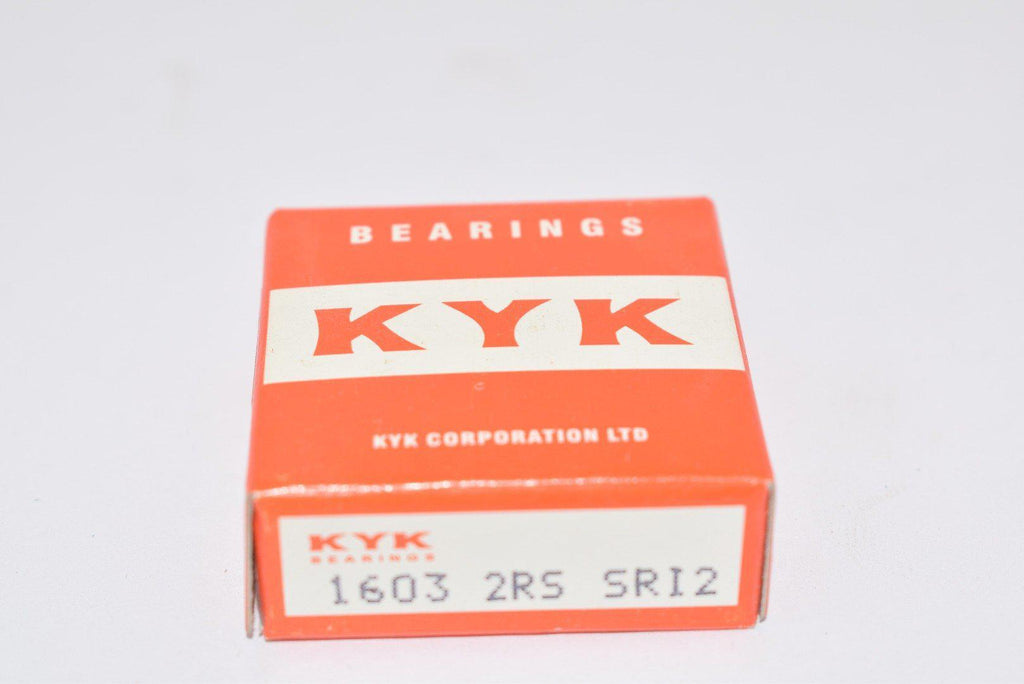 BEARINGS
KYK
KYK CORPORATION LTD
KYK
BEARINGS
1603 2RS SRI2